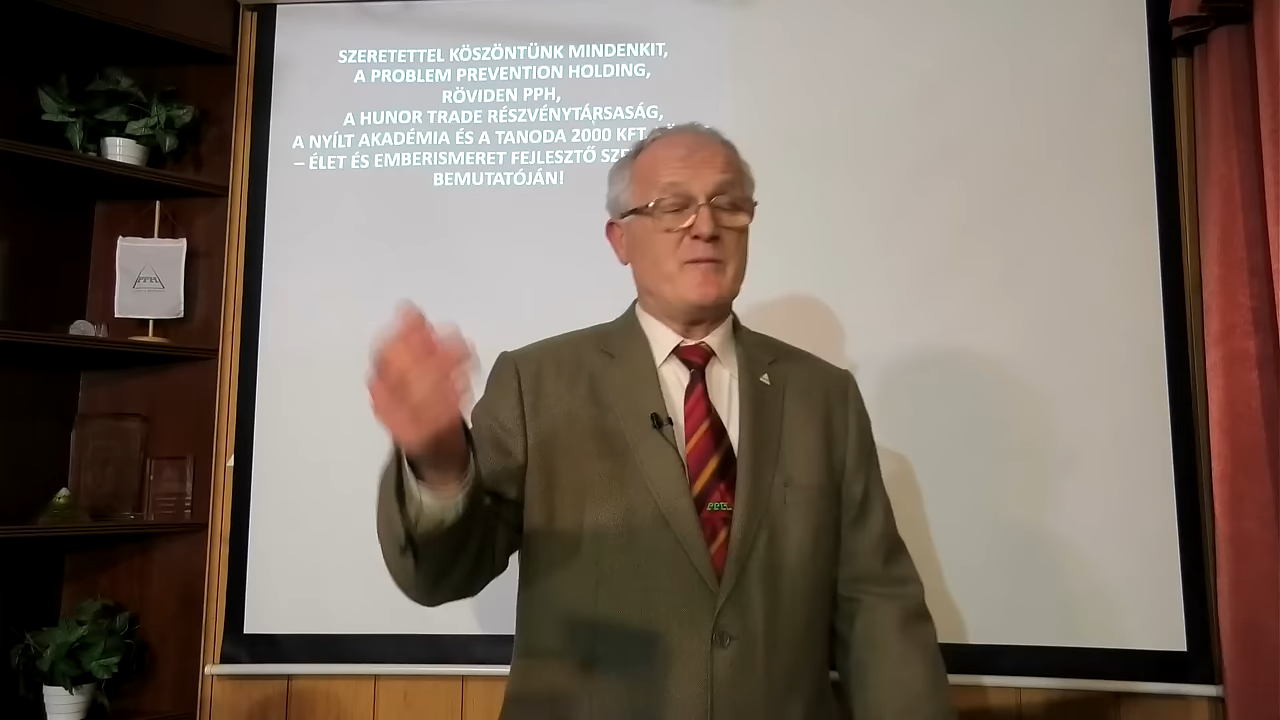 SZERETETTEL KÖSZÖNTÜNK MINDENKIT,
A PROBLEM PREVENTION HOLDING,
RÖVIDEN PPH,
A HUNOR TRADE RÉSZVÉNYTÁRSASÁG,
A NYÍLT AKADÉMIA ÉS A TANODA 2000 KFT
– ÉLET ÉS EMBERISMERET FEJLESZTŐ
BEMUTATÓJÁN!